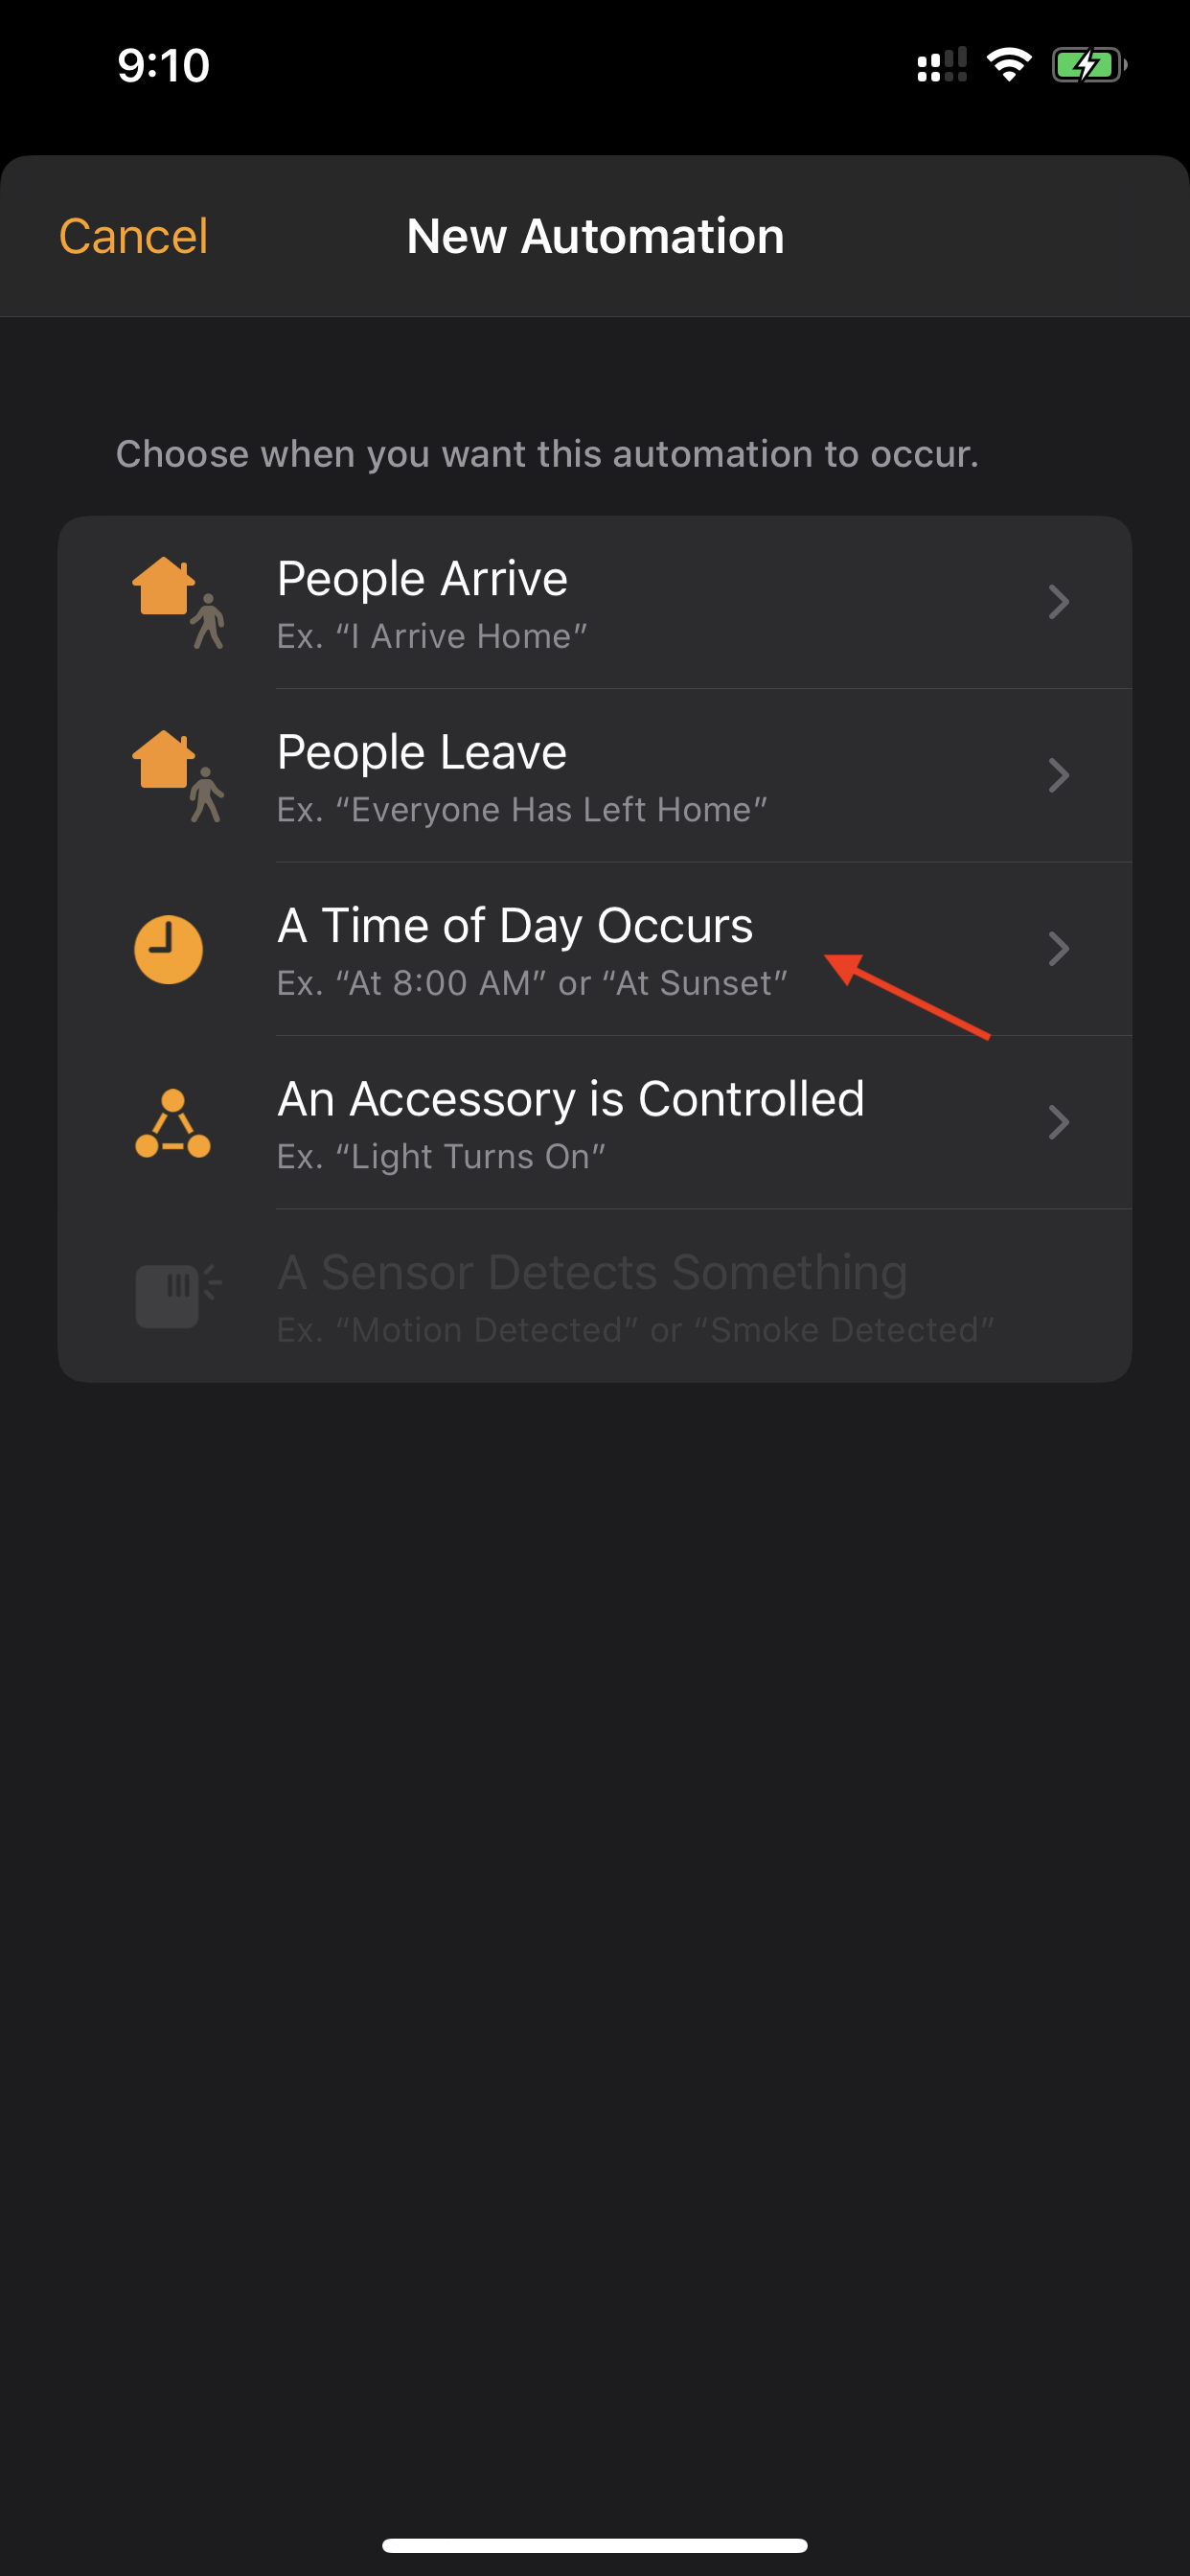 9:10
Cancel
New Automation
Choose when you want this automation to occur.
People Arrive
Ex. “I Arrive Home”
People Leave
Ex. “Everyone Has Left Home”
A Time of Day Occurs
Ex. “At 8:00 AM” or “At Sunset”
An Accessory is Controlled
Ex. “Light Turns On”
A Sensor Detects Something
Ex. “Motion Detected” or “Smoke Detected”